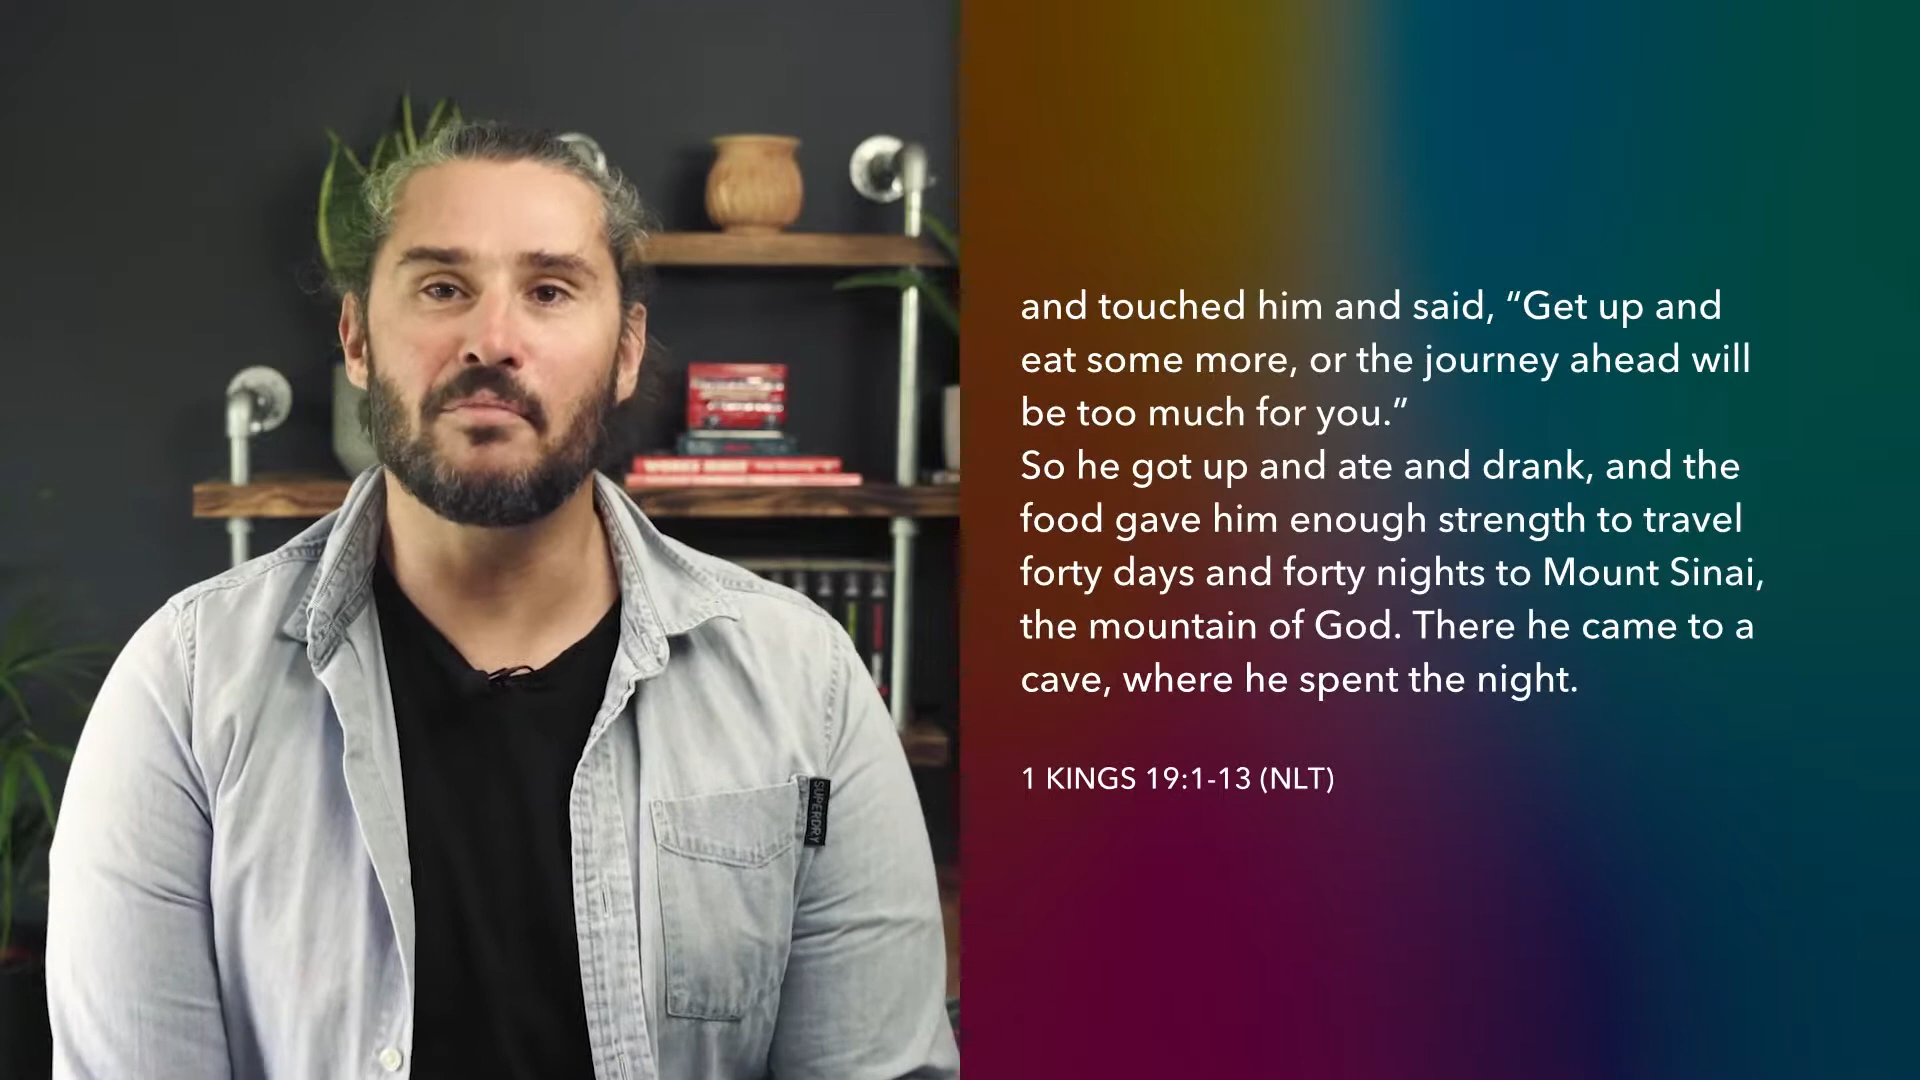 and touched him and said, “Get up and
eat some more, or the journey ahead will
be too much for you.”
So he got up and ate and drank, and the
food gave him enough strength to travel
forty days and forty nights to Mount Sinai,
the mountain of God. There he came to a
cave, where he spent the night.
1 KINGS 19:1-13 (NLT)
SUPERDRY